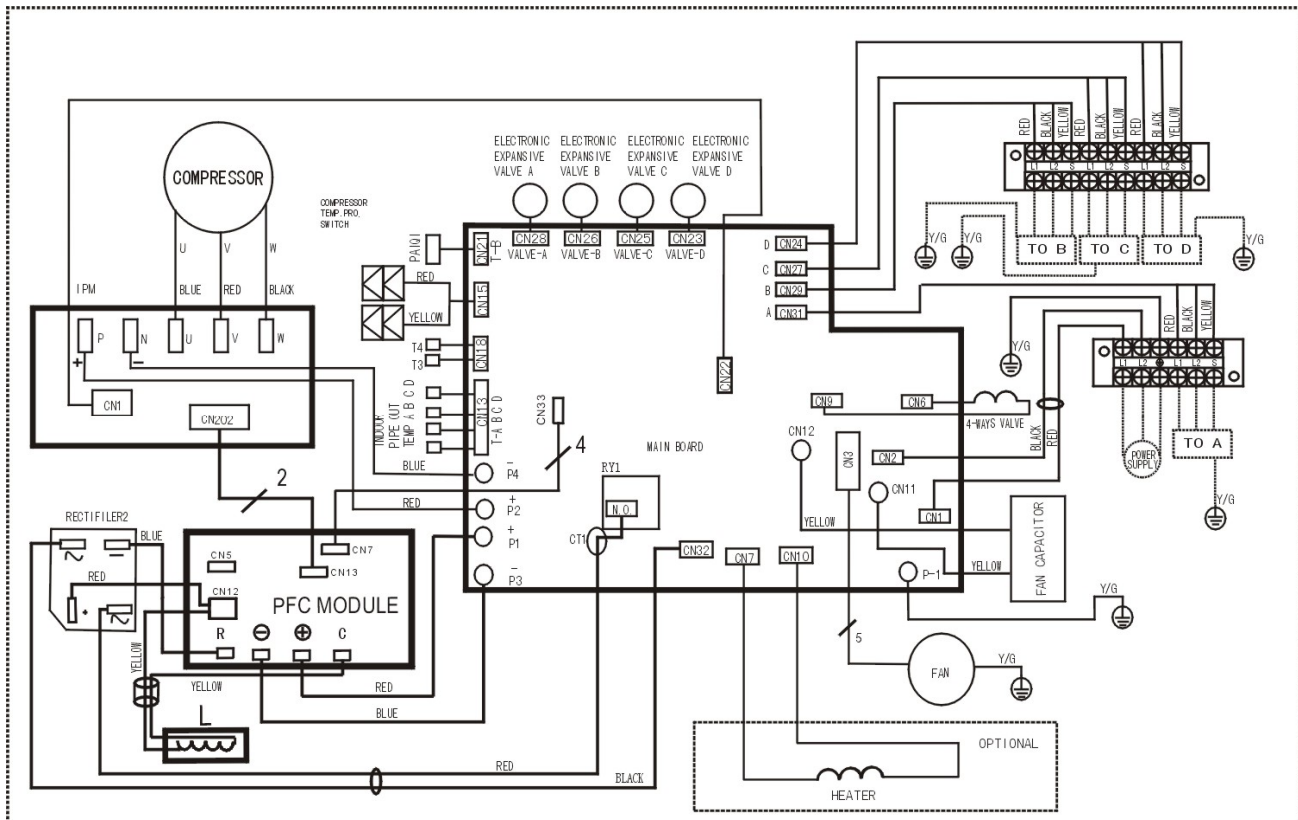 ELECTRONIC EXPANSIVE VALVE A
ELECTRONIC EXPANSIVE VALVE B
ELECTRONIC EXPANSIVE VALVE C
ELECTRONIC EXPANSIVE VALVE D
CN28
CN26
CN25
CN23
VALVE-A
VALVE-B
VALVE-C
VALVE-D
COMPRESSOR
U
V
W
BLUE
RED
BLACK
IPM
P
N
U
V
W
+
-
CN1
CN202
2
COMPRESSOR
TEMP.PRO.
SWITCH
PAIQI
CN21
T-B
RED
YELLOW
CN15
T4
T3
CN18
INDOOR
PIPE OUT
TEMP A B C D
CN13
T-A B C D
CN33
4
BLUE
- P4
RED
+ P2
+ P1
- P3
MAIN BOARD
RY1
N.O.
CT1
CN22
D CN24
C CN27
B CN29
A CN31
CN9
CN6
4-WAYS VALVE
CN12
CN3
CN2
CN11
CN1
CN32
CN7
CN10
P-1
YELLOW
YELLOW
FAN CAPACITOR
BLACK
RED
Y/G
5
FAN
Y/G
OPTIONAL
HEATER
RED
BLACK
YELLOW
RED
BLACK
YELLOW
RED
BLACK
YELLOW
L1 L2 S L1 L2 S L1 L2 S
Y/G
Y/G
TO B
TO C
TO D
Y/G
Y/G
RED
BLACK
YELLOW
L1 L2 L1 L2 S
POWER
SUPPLY
TO A
Y/G
RECTIFILER2
BLUE
RED
+
CN5
CN7
CN12
CN13
PFC MODULE
R
-
+
C
YELLOW
YELLOW
L
RED
BLUE
RED
BLACK